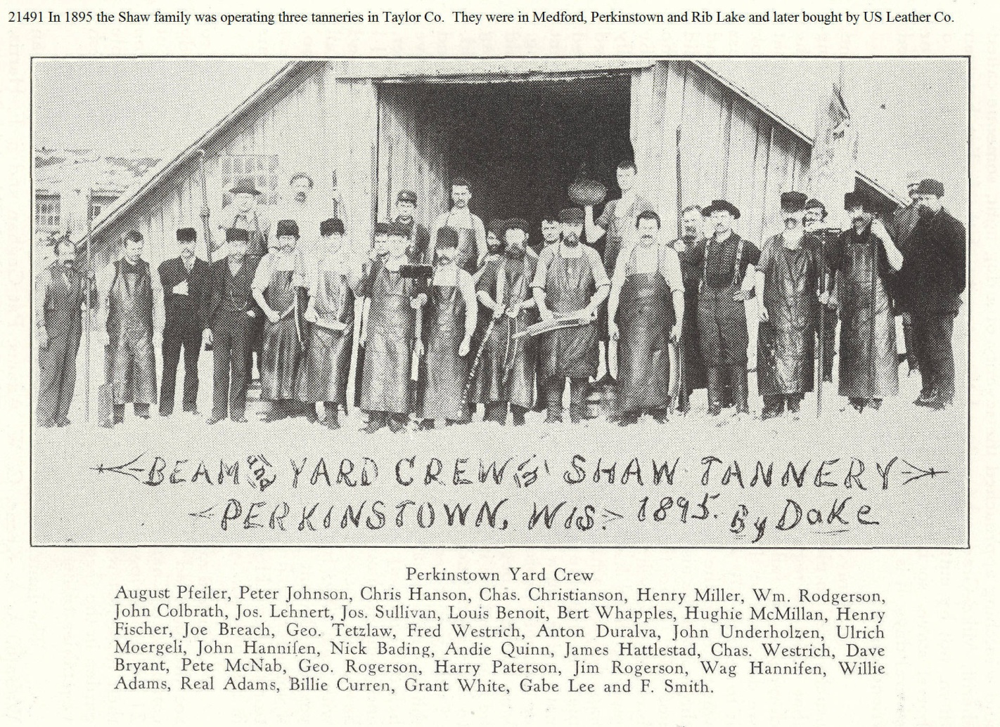 21491 In 1895 the Shaw family was operating three tanneries in Taylor Co.  They were in Medford, Perkinstown and Rib Lake and later bought by US Leather Co.
BEAM and YARD CREW'S SHAW TANNERY
PERKINSTOWN, WIS. 1895. By Dake
Perkinstown Yard Crew
August Pfeiler, Peter Johnson, Chris Hanson, Chas. Christianson, Henry Miller, Wm. Rodgerson,
John Colbrath, Jos. Lehnert, Jos. Sullivan, Louis Benoit, Bert Whapples, Hughie McMillan, Henry
Fischer, Joe Breach, Geo. Tetzlaw, Fred Westrich, Anton Duralva, John Underholzen, Ulrich
Moergeli, John Hannifen, Nick Bading, Andie Quinn, James Hattlestad, Chas. Westrich, Dave
Bryant, Pete McNab, Geo. Rogerson, Harry Paterson, Jim Rogerson, Wag Hannifen, Willie
Adams, Real Adams, Billie Curren, Grant White, Gabe Lee and F. Smith.